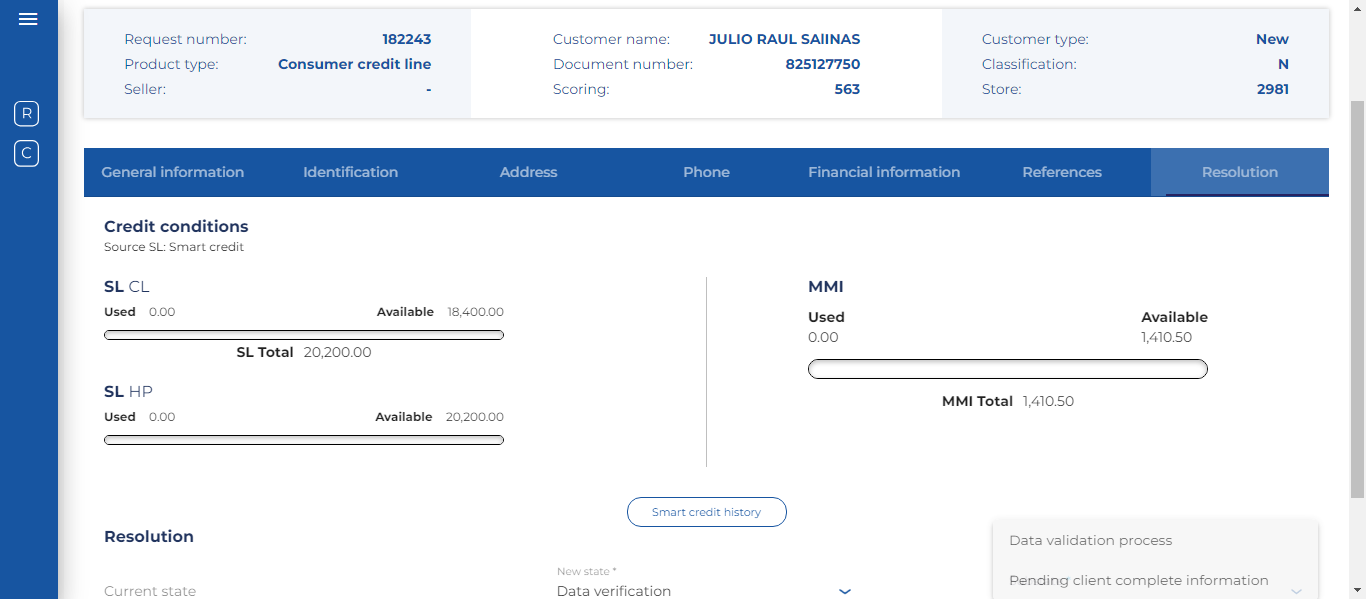 Request number: 182243
Product type: Consumer credit line
Seller: -
Customer name: JULIO RAUL SAIINAS
Document number: 825127750
Scoring: 563
Customer type: New
Classification: N
Store: 2981
R
C
General information Identification Address Phone Financial information References Resolution
Credit conditions
Source SL: Smart credit
SL CL
Used 0.00 Available 18,400.00
SL Total 20,200.00
SL HP
Used 0.00 Available 20,200.00
MMI
Used Available
0.00 1,410.50
MMI Total 1,410.50
Smart credit history
Resolution
Current state
New state *
Data verification
Data validation process
Pending client complete information